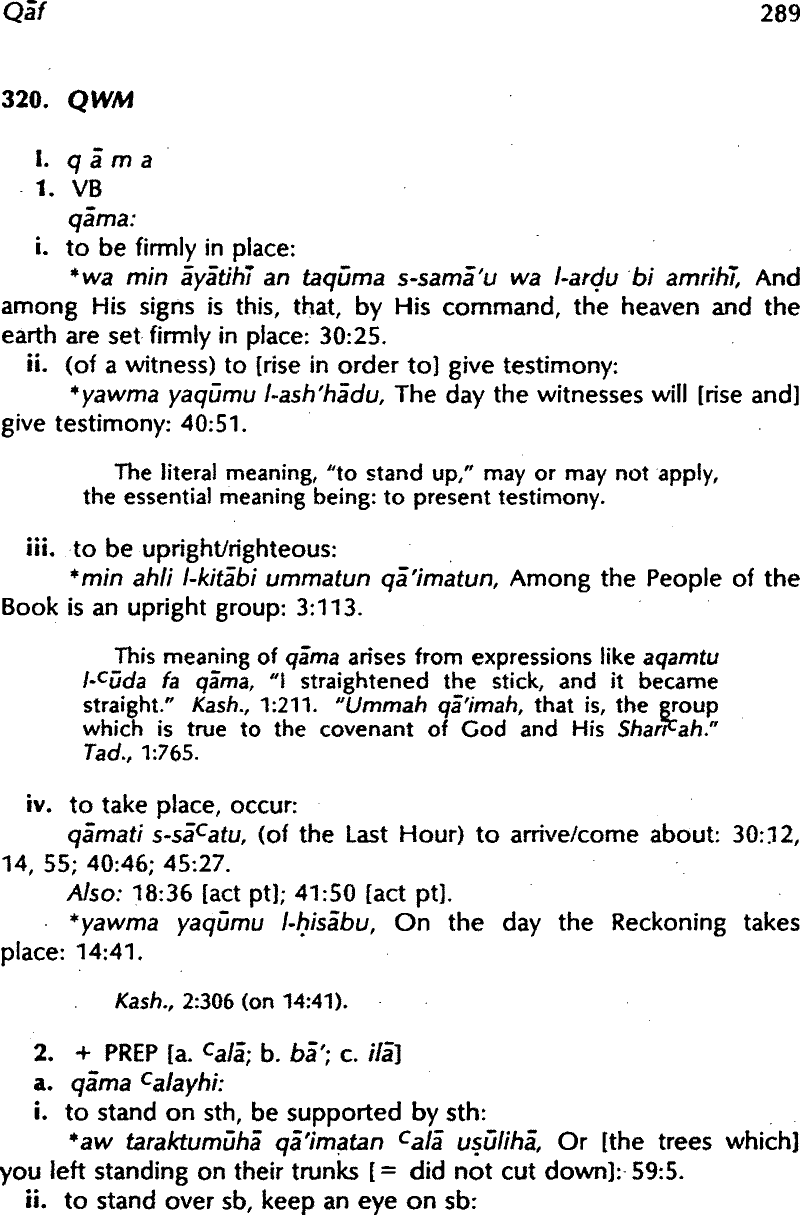 Qāf 289
320. QWM
I. q ā m a
1. VB
qāma:
i. to be firmly in place:
*wa min āyātihī an taqūma s-samā'u wa l-arḍu bi amrihī, And
among His signs is this, that, by His command, the heaven and the
earth are set firmly in place: 30:25.
ii. (of a witness) to [rise in order to] give testimony:
*yawma yaqūmu l-ash'hādu, The day the witnesses will [rise and]
give testimony: 40:51.
The literal meaning, "to stand up," may or may not apply,
the essential meaning being: to present testimony.
iii. to be upright/righteous:
*min ahli l-kitābi ummatun qā'imatun, Among the People of the
Book is an upright group: 3:113.
This meaning of qāma arises from expressions like aqamtu
l-ᶜūda fa qāma, "I straightened the stick, and it became
straight." Kash., 1:211. "Ummah qā'imah, that is, the group
which is true to the covenant of God and His Sharīᶜah."
Tad., 1:765.
iv. to take place, occur:
qāmati s-sāᶜatu, (of the Last Hour) to arrive/come about: 30:12,
14, 55; 40:46; 45:27.
Also: 18:36 [act pt]; 41:50 [act pt].
*yawma yaqūmu l-ḥisābu, On the day the Reckoning takes
place: 14:41.
Kash., 2:306 (on 14:41).
2. + PREP [a. ᶜalā; b. bā'; c. ilā]
a. qāma ᶜalayhi:
i. to stand on sth, be supported by sth:
*aw taraktumūhā qā'imatan ᶜalā uṣūlihā, Or [the trees which]
you left standing on their trunks [= did not cut down]: 59:5.
ii. to stand over sb, keep an eye on sb: